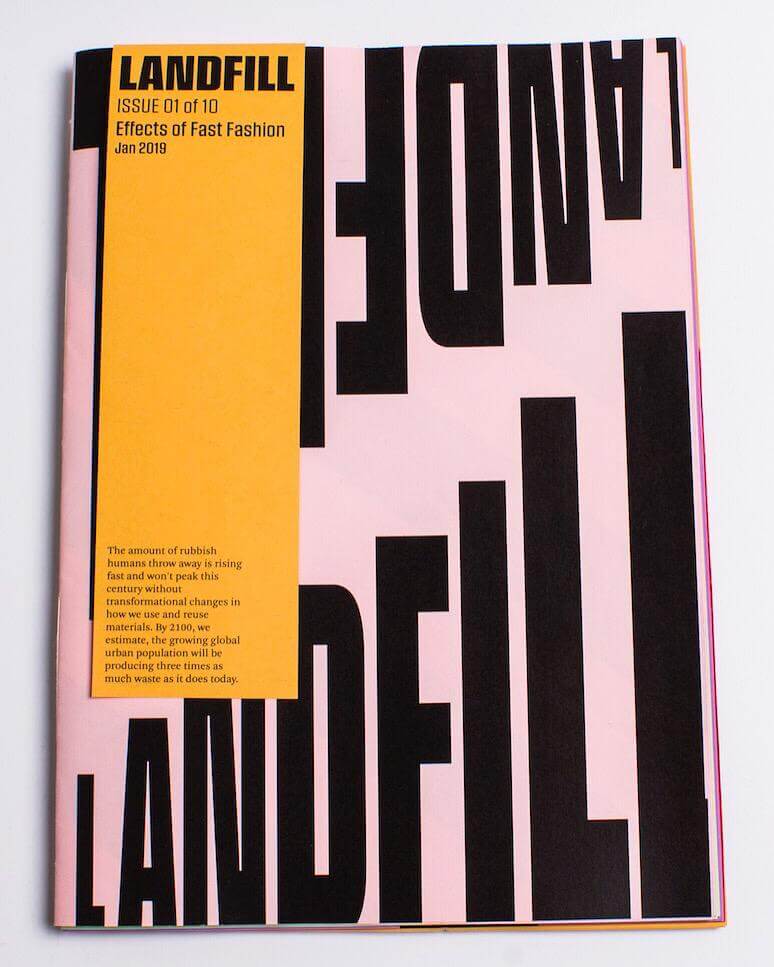 LANDFILL
ISSUE 01 of 10
Effects of Fast Fashion
Jan 2019
The amount of rubbish
humans throw away is rising
fast and won't peak this
century without
transformational changes in
how we use and reuse
materials. By 2100, we
estimate, the growing global
urban population will be
producing three times as
much waste as it does today.
LANDF
LANDFILL